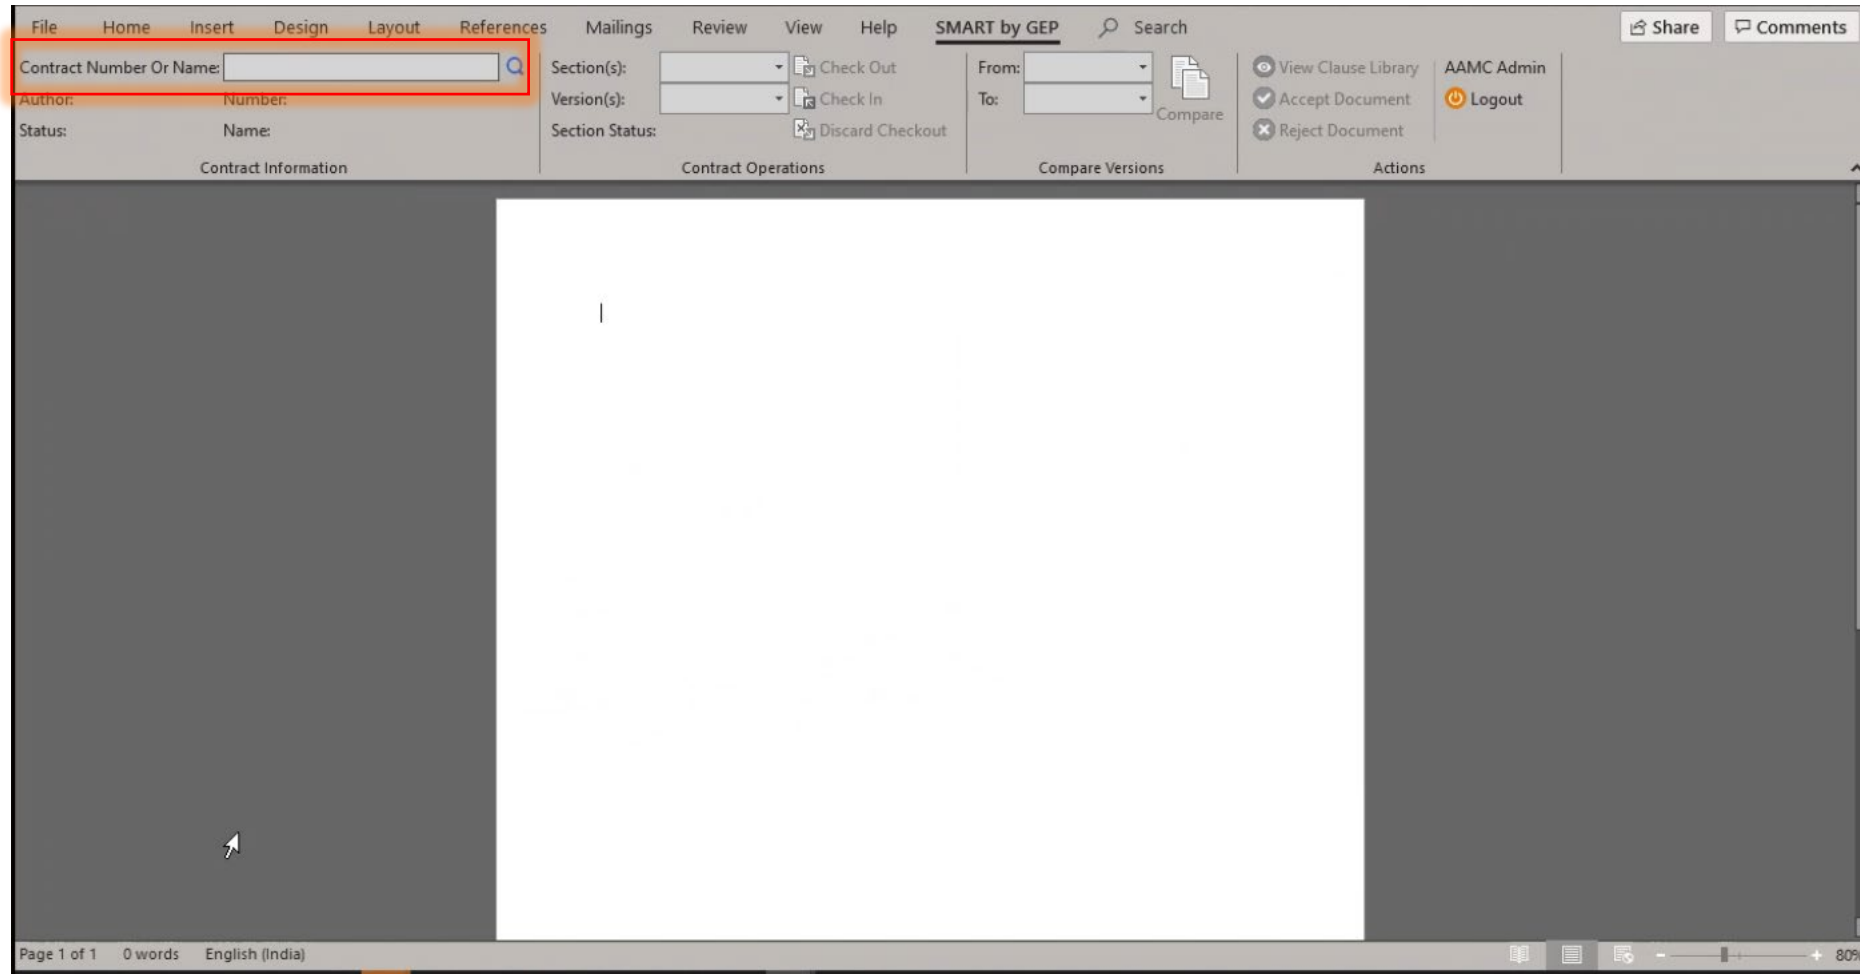 File Home Insert Design Layout References Mailings Review View Help SMART by GEP Search Share Comments
Contract Number Or Name: Section(s): Check Out From: View Clause Library AAMC Admin
Author: Number: Version(s): Check In To: Compare Accept Document Logout
Status: Name: Section Status: Discard Checkout Reject Document
Contract Information Contract Operations Compare Versions Actions
Page 1 of 1 0 words English (India) 80%